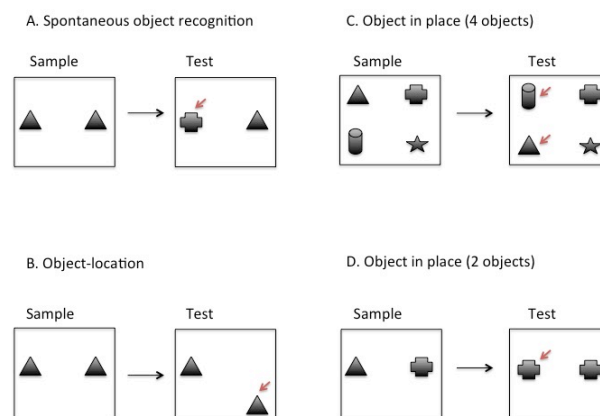 A. Spontaneous object recognition
Sample
Test
C. Object in place (4 objects)
Sample
Test
B. Object-location
Sample
Test
D. Object in place (2 objects)
Sample
Test